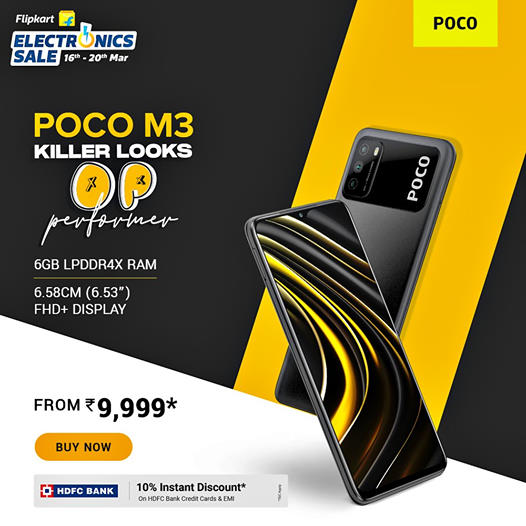 Flipkart
ELECTRONICS
SALE 16th - 20th Mar
POCO
POCO M3
KILLER LOOKS
OP
performer
6GB LPDDR4X RAM
6.58CM (6.53”)
FHD+ DISPLAY
POCO
FROM ₹9,999*
BUY NOW
HDFC BANK
10% Instant Discount*
On HDFC Bank Credit Cards & EMI